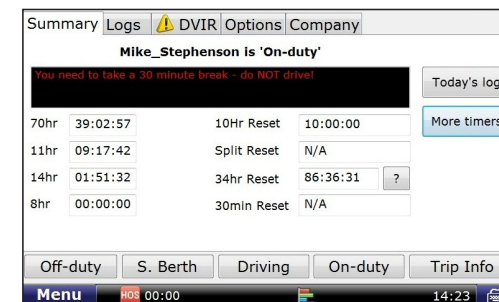 Summary Logs DVIR Options Company
Mike_Stephenson is 'On-duty'
You need to take a 30 minute break - do NOT drive!
Today's log
70hr 39:02:57 10Hr Reset 10:00:00 More timers
11hr 09:17:42 Split Reset N/A
14hr 01:51:32 34hr Reset 86:36:31 ?
8hr 00:00:00 30min Reset N/A
Off-duty S. Berth Driving On-duty Trip Info
Menu HOS 00:00 14:23